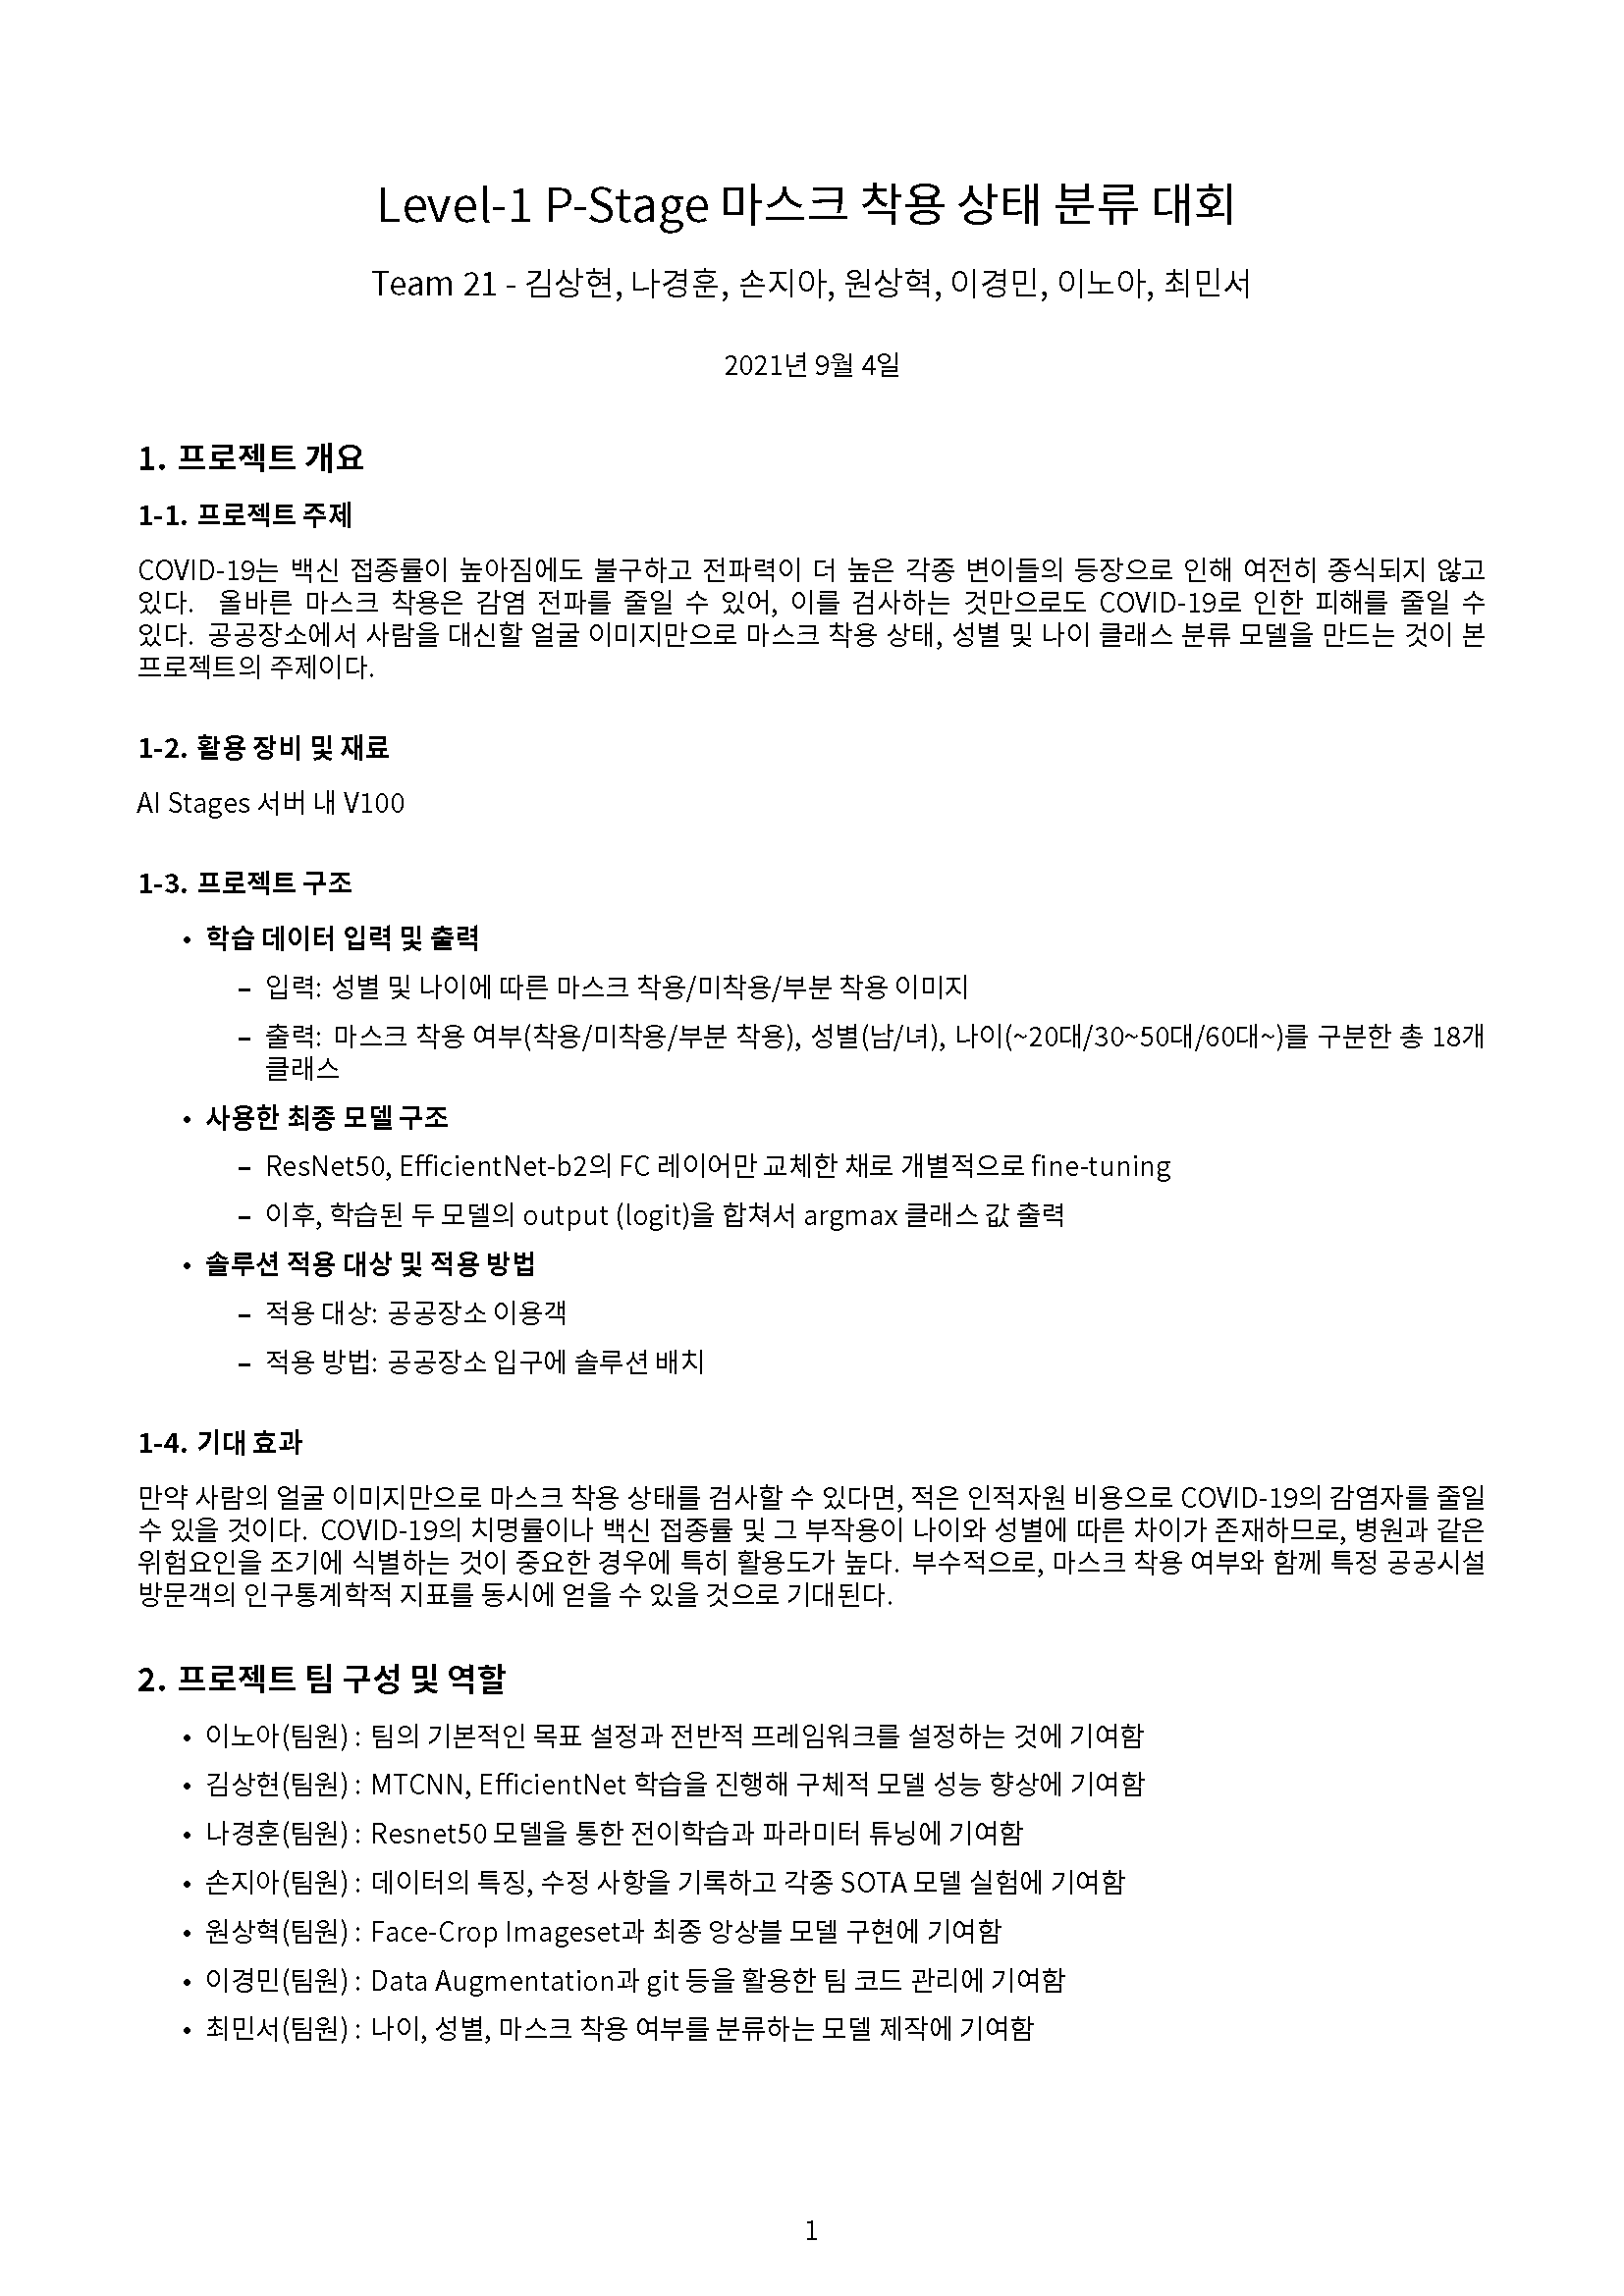 Level-1 P-Stage 마스크 착용 상태 분류 대회
Team 21 - 김상현, 나경훈, 손지아, 원상혁, 이경민, 이노아, 최민서
2021년 9월 4일
1. 프로젝트 개요
1-1. 프로젝트 주제
COVID-19는 백신 접종률이 높아짐에도 불구하고 전파력이 더 높은 각종 변이들의 등장으로 인해 여전히 종식되지 않고
있다. 올바른 마스크 착용은 감염 전파를 줄일 수 있어, 이를 검사하는 것만으로도 COVID-19로 인한 피해를 줄일 수
있다. 공공장소에서 사람을 대신할 얼굴 이미지만으로 마스크 착용 상태, 성별 및 나이 클래스 분류 모델을 만드는 것이 본
프로젝트의 주제이다.
1-2. 활용 장비 및 재료
AI Stages 서버 내 V100
1-3. 프로젝트 구조
• 학습 데이터 입력 및 출력
– 입력: 성별 및 나이에 따른 마스크 착용/미착용/부분 착용 이미지
– 출력: 마스크 착용 여부(착용/미착용/부분 착용), 성별(남/녀), 나이(~20대/30~50대/60대~)를 구분한 총 18개
클래스
• 사용한 최종 모델 구조
– ResNet50, EfficientNet-b2의 FC 레이어만 교체한 채로 개별적으로 fine-tuning
– 이후, 학습된 두 모델의 output (logit)을 합쳐서 argmax 클래스 값 출력
• 솔루션 적용 대상 및 적용 방법
– 적용 대상: 공공장소 이용객
– 적용 방법: 공공장소 입구에 솔루션 배치
1-4. 기대 효과
만약 사람의 얼굴 이미지만으로 마스크 착용 상태를 검사할 수 있다면, 적은 인적자원 비용으로 COVID-19의 감염자를 줄일
수 있을 것이다. COVID-19의 치명률이나 백신 접종률 및 그 부작용이 나이와 성별에 따른 차이가 존재하므로, 병원과 같은
위험요인을 조기에 식별하는 것이 중요한 경우에 특히 활용도가 높다. 부수적으로, 마스크 착용 여부와 함께 특정 공공시설
방문객의 인구통계학적 지표를 동시에 얻을 수 있을 것으로 기대된다.
2. 프로젝트 팀 구성 및 역할
• 이노아(팀원) : 팀의 기본적인 목표 설정과 전반적 프레임워크를 설정하는 것에 기여함
• 김상현(팀원) : MTCNN, EfficientNet 학습을 진행해 구체적 모델 성능 향상에 기여함
• 나경훈(팀원) : Resnet50 모델을 통한 전이학습과 파라미터 튜닝에 기여함
• 손지아(팀원) : 데이터의 특징, 수정 사항을 기록하고 각종 SOTA 모델 실험에 기여함
• 원상혁(팀원) : Face-Crop Imageset과 최종 앙상블 모델 구현에 기여함
• 이경민(팀원) : Data Augmentation과 git 등을 활용한 팀 코드 관리에 기여함
• 최민서(팀원) : 나이, 성별, 마스크 착용 여부를 분류하는 모델 제작에 기여함
1